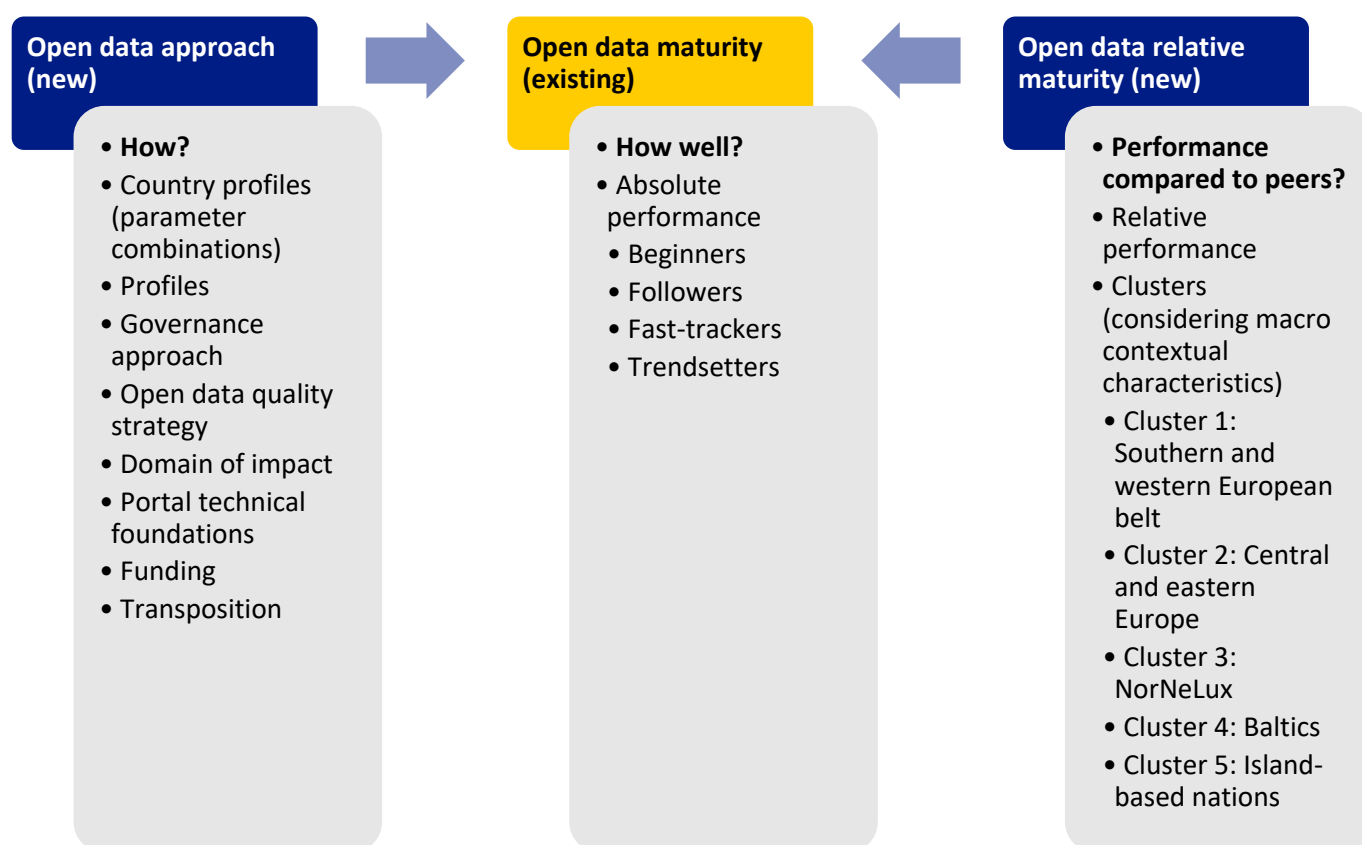 Open data approach
(new)
• How?
• Country profiles
(parameter
combinations)
• Profiles
• Governance
approach
• Open data quality
strategy
• Domain of impact
• Portal technical
foundations
• Funding
• Transposition
Open data maturity
(existing)
• How well?
• Absolute
performance
• Beginners
• Followers
• Fast-trackers
• Trendsetters
Open data relative
maturity (new)
• Performance
compared to peers?
• Relative
performance
• Clusters
(considering macro
contextual
characteristics)
• Cluster 1:
Southern and
western European
belt
• Cluster 2: Central
and eastern
Europe
• Cluster 3:
NorNeLux
• Cluster 4: Baltics
• Cluster 5: Island-
based nations